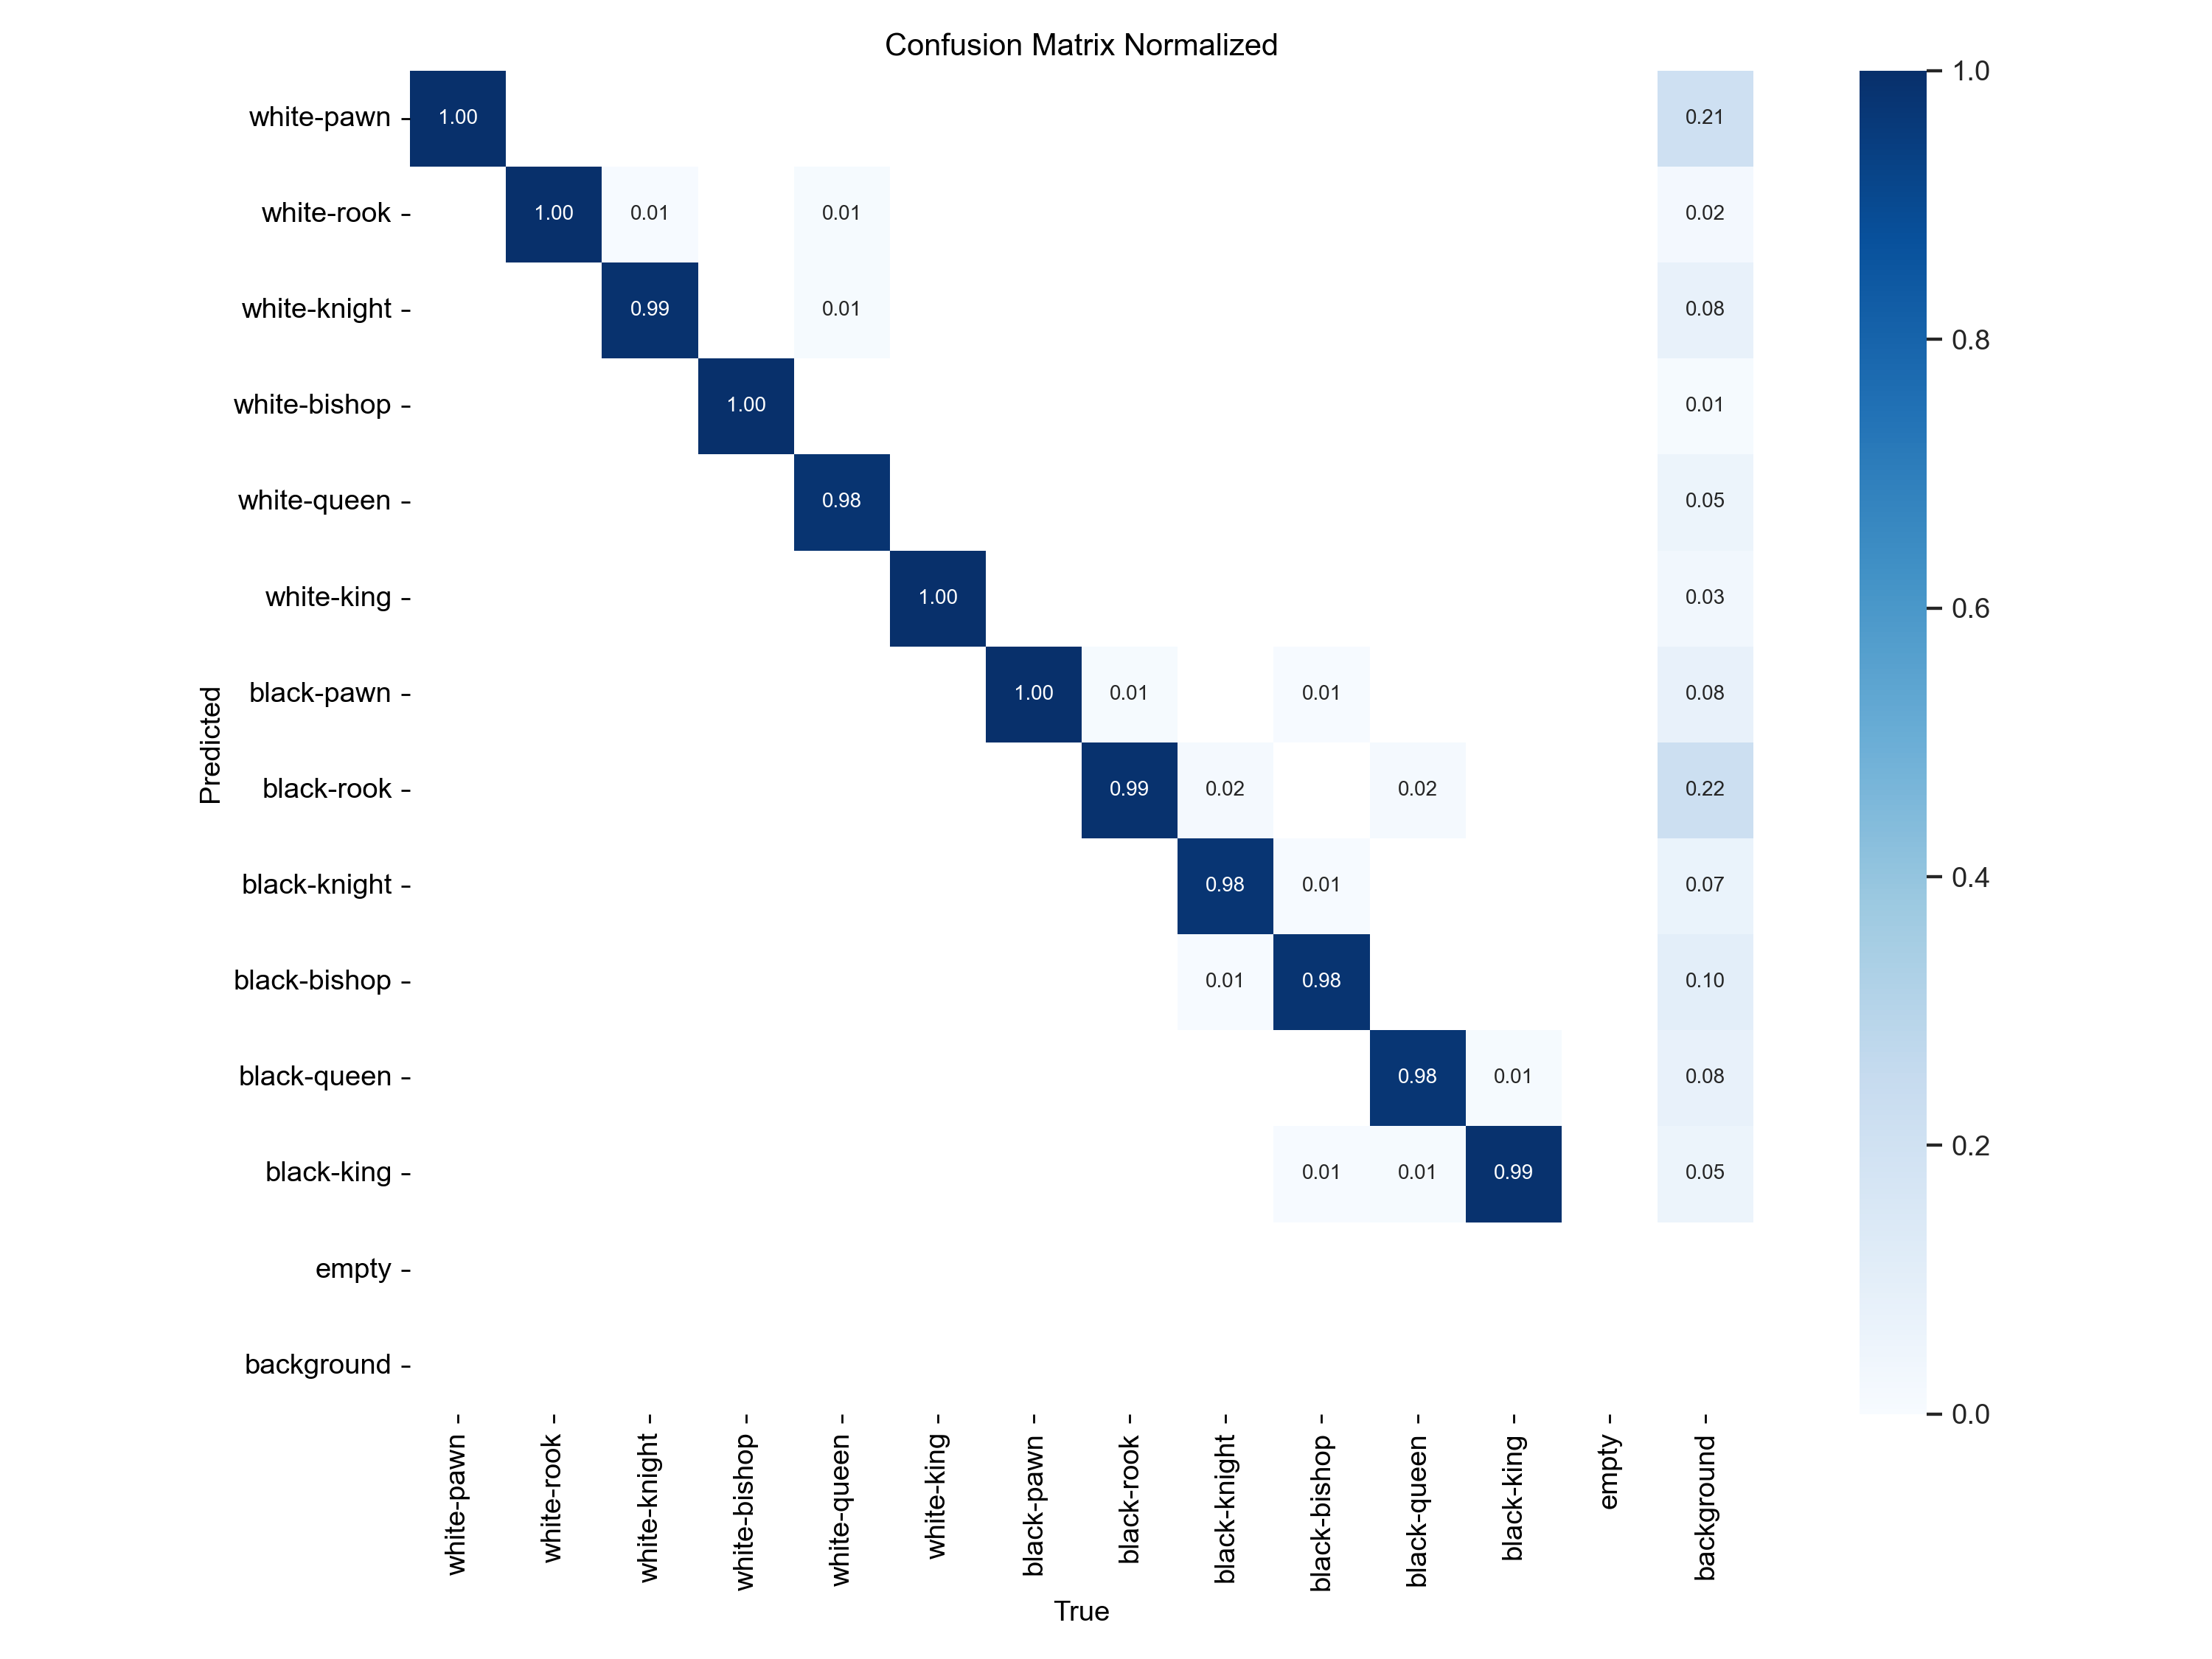 Confusion Matrix Normalized
white-pawn 1.00 0.21
white-rook 1.00 0.01 0.01 0.02
white-knight 0.99 0.01 0.08
white-bishop 1.00 0.01
white-queen 0.98 0.05
white-king 1.00 0.03
black-pawn 1.00 0.01 0.01 0.08
black-rook 0.99 0.02 0.02 0.22
black-knight 0.98 0.01 0.07
black-bishop 0.01 0.98 0.10
black-queen 0.98 0.01 0.08
black-king 0.01 0.01 0.99 0.05
empty
background
Predicted
white-pawn
white-rook
white-knight
white-bishop
white-queen
white-king
black-pawn
black-rook
black-knight
black-bishop
black-queen
black-king
empty
background
True
1.0
0.8
0.6
0.4
0.2
0.0